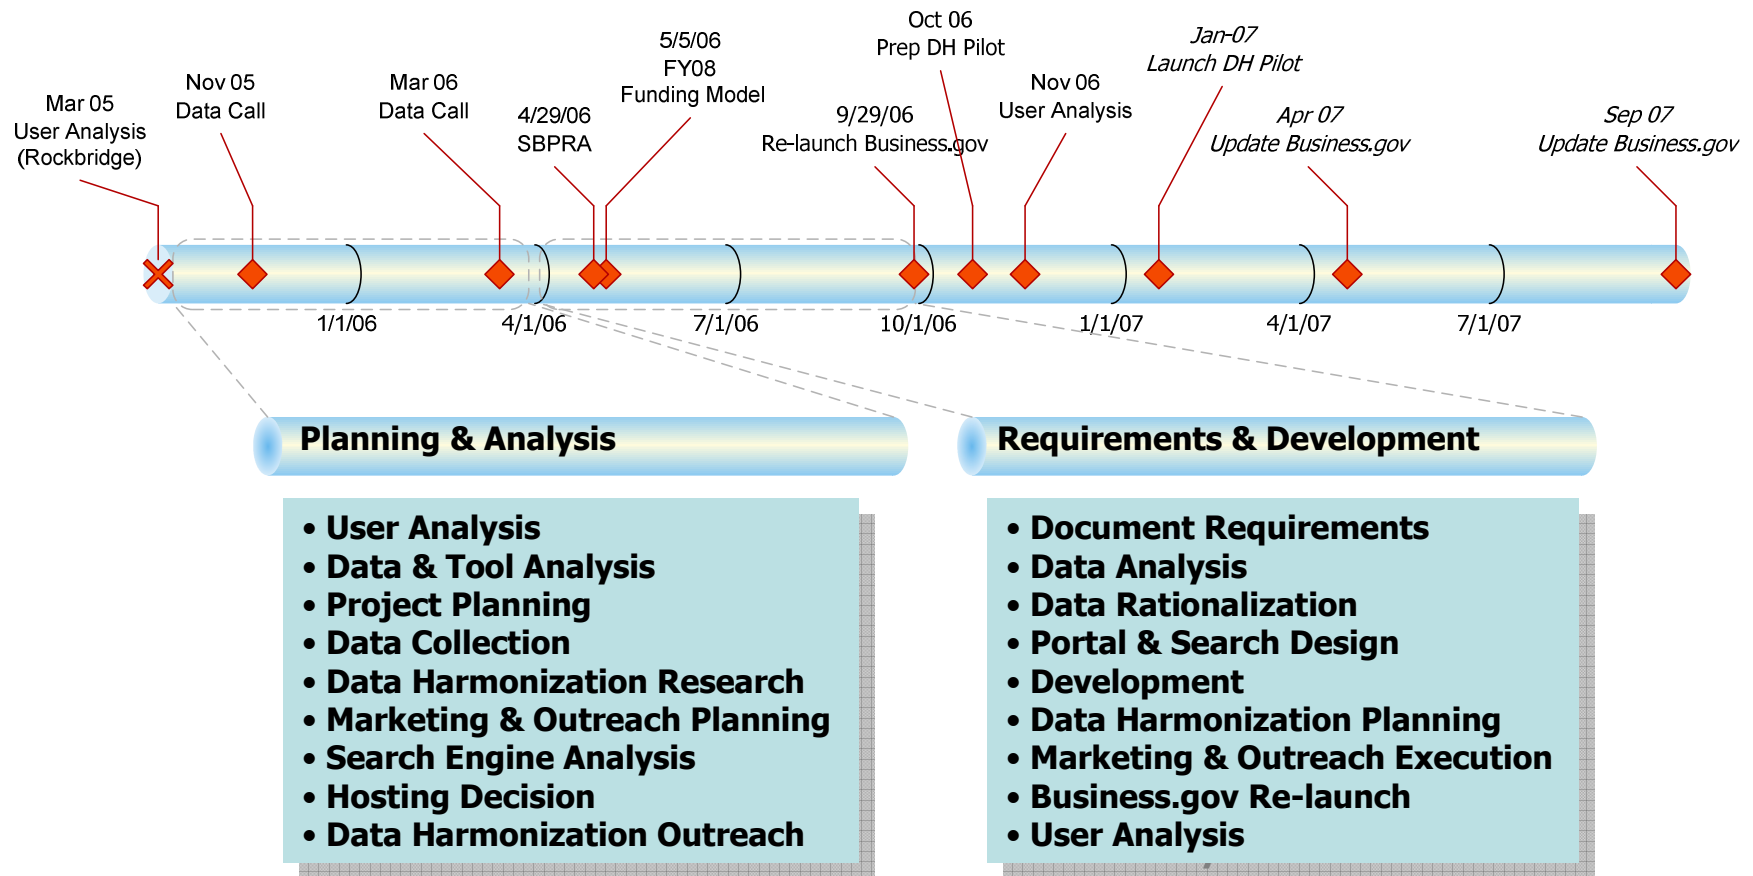 Mar 05
User Analysis
(Rockbridge)
Nov 05
Data Call
Mar 06
Data Call
4/29/06
SBPRA
5/5/06
FY08
Funding Model
9/29/06
Re-launch Business.gov
Oct 06
Prep DH Pilot
Nov 06
User Analysis
Jan-07
Launch DH Pilot
Apr 07
Update Business.gov
Sep 07
Update Business.gov
1/1/06
4/1/06
7/1/06
10/1/06
1/1/07
4/1/07
7/1/07
Planning & Analysis
• User Analysis
• Data & Tool Analysis
• Project Planning
• Data Collection
• Data Harmonization Research
• Marketing & Outreach Planning
• Search Engine Analysis
• Hosting Decision
• Data Harmonization Outreach
Requirements & Development
• Document Requirements
• Data Analysis
• Data Rationalization
• Portal & Search Design
• Development
• Data Harmonization Planning
• Marketing & Outreach Execution
• Business.gov Re-launch
• User Analysis